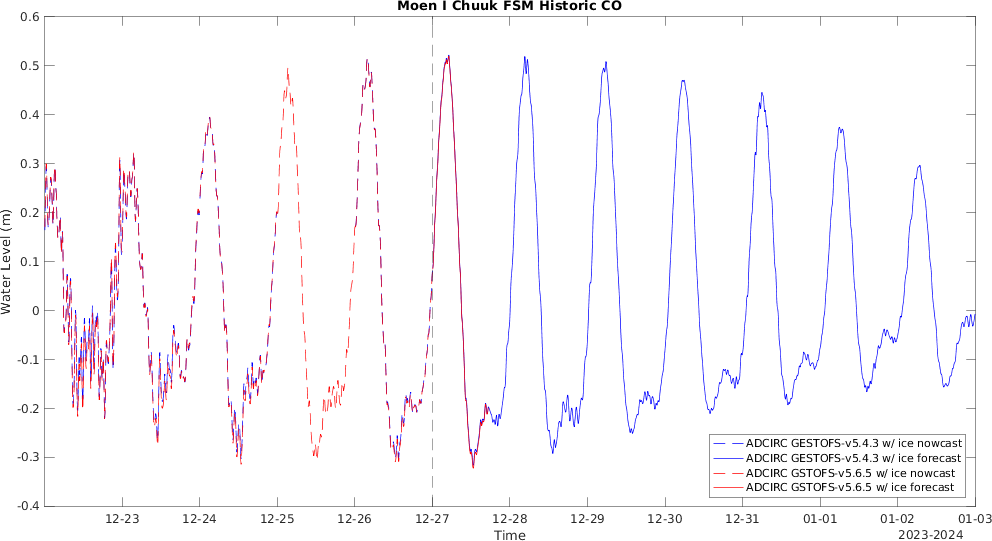 Moen I Chuuk FSM Historic CO
0.6
0.5
0.4
0.3
0.2
0.1
0
-0.1
-0.2
-0.3
-0.4
Water Level (m)
ADCIRC GESTOFS-v5.4.3 w/ ice nowcast
ADCIRC GESTOFS-v5.4.3 w/ ice forecast
ADCIRC GSTOFS-v5.6.5 w/ ice nowcast
ADCIRC GSTOFS-v5.6.5 w/ ice forecast
12-23 12-24 12-25 12-26 12-27 12-28 12-29 12-30 12-31 01-01 01-02 01-03
Time
2023-2024